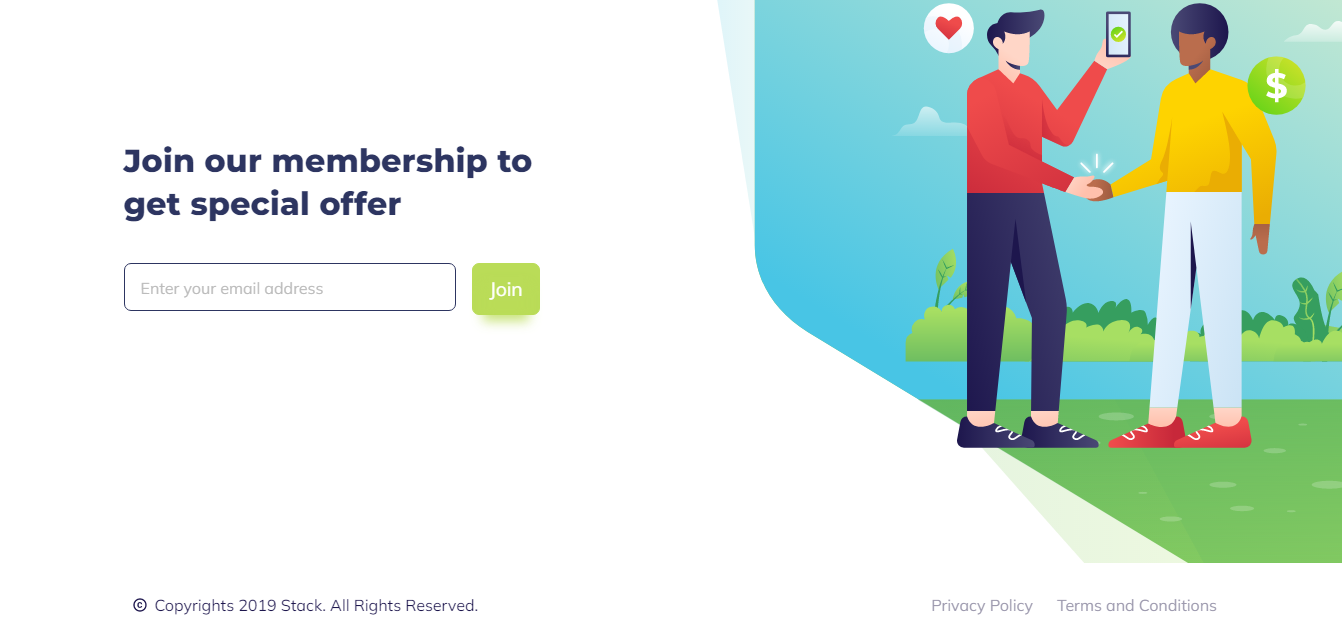 Join our membership to
get special offer
Enter your email address
Join
$
© Copyrights 2019 Stack. All Rights Reserved.
Privacy Policy
Terms and Conditions